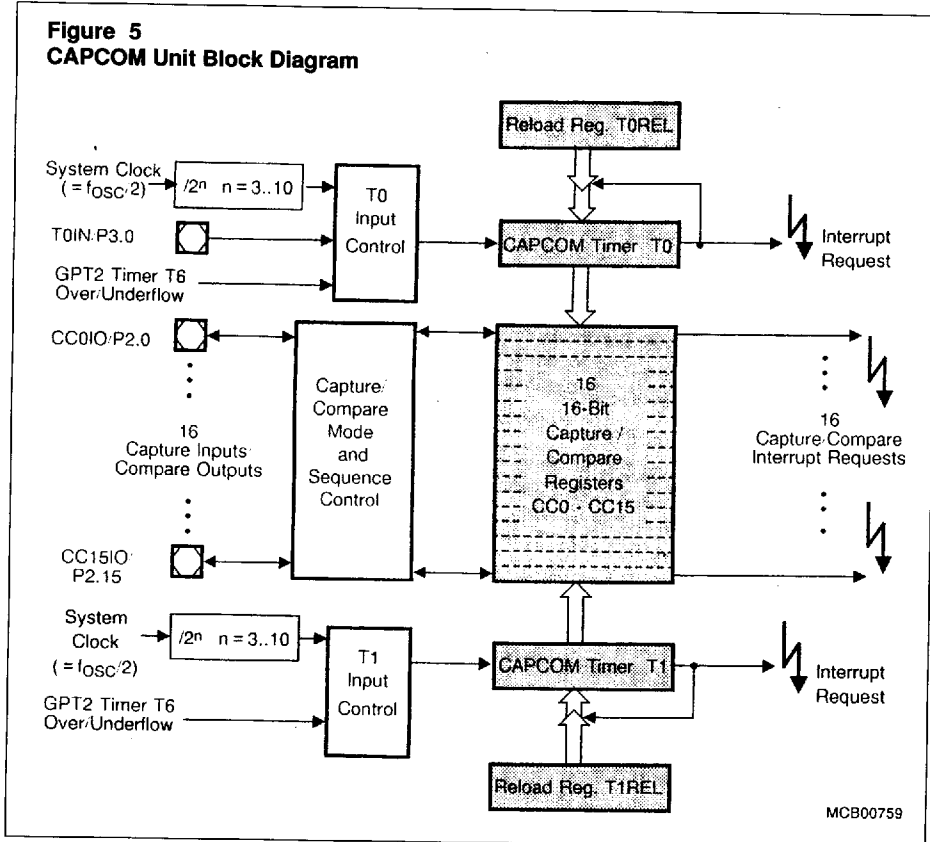 Figure 5
CAPCOM Unit Block Diagram
Reload Reg. T0REL
System Clock
(=fOSC/2)
/2ⁿ n=3..10
T0
Input
Control
T0IN/P3.0
CAPCOM Timer T0
Interrupt
Request
GPT2 Timer T6
Over/Underflow
CC0IO/P2.0
16
Capture Inputs
Compare Outputs
Capture/
Compare
Mode
and
Sequence
Control
16
16-Bit
Capture /
Compare
Registers
CC0 - CC15
16
Capture/Compare
Interrupt Requests
CC15IO/
P2.15
System
Clock
(=fOSC/2)
/2ⁿ n=3..10
T1
Input
Control
CAPCOM Timer T1
Interrupt
Request
GPT2 Timer T6
Over/Underflow
Reload Reg. T1REL
MCB00759